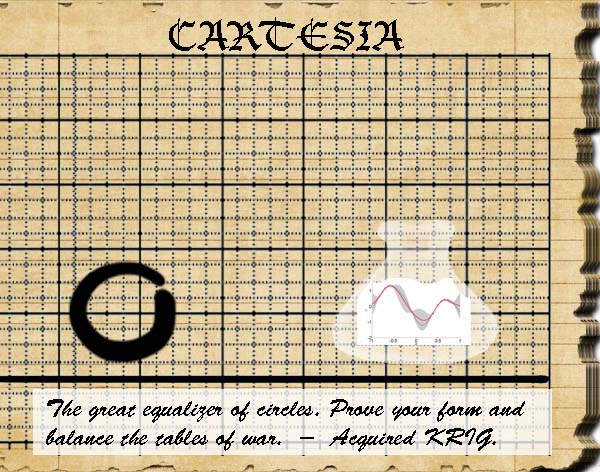 CARTESIA
The great equalizer of circles. Prove your form and
balance the tables of war. – Acquired KRIG.